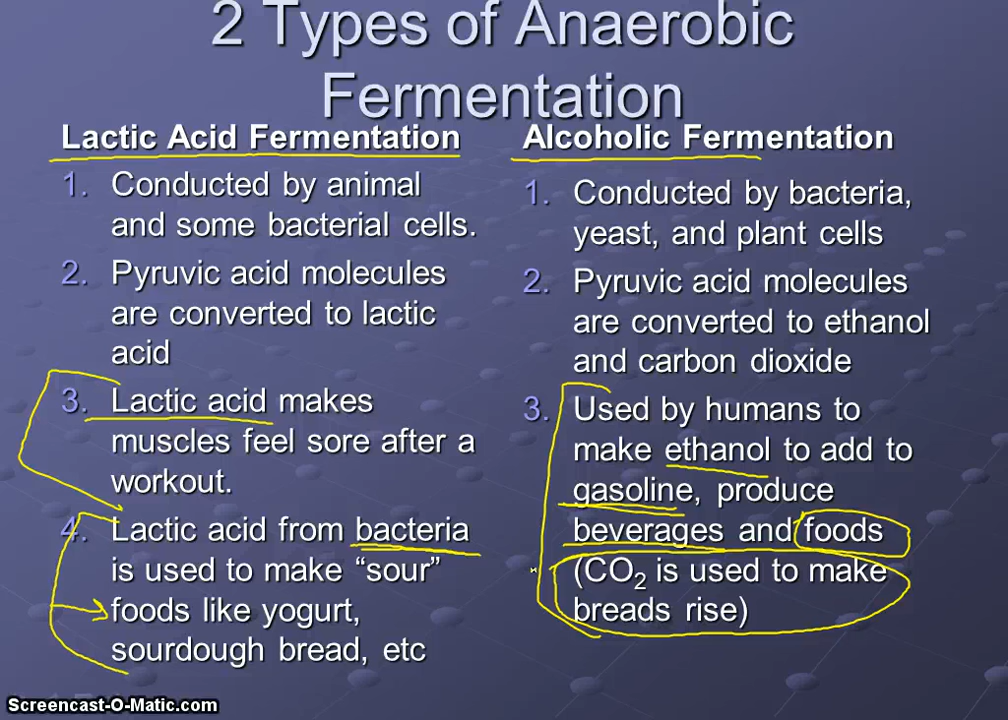 2 Types of Anaerobic
Fermentation
Lactic Acid Fermentation
1. Conducted by animal
and some bacterial cells.
2. Pyruvic acid molecules
are converted to lactic
acid
3. Lactic acid makes
muscles feel sore after a
workout.
4. Lactic acid from bacteria
is used to make “sour”
foods like yogurt,
sourdough bread, etc
Alcoholic Fermentation
1. Conducted by bacteria,
yeast, and plant cells
2. Pyruvic acid molecules
are converted to ethanol
and carbon dioxide
3. Used by humans to
make ethanol to add to
gasoline, produce
beverages and foods
(CO2 is used to make
breads rise)
Screencast-O-Matic.com